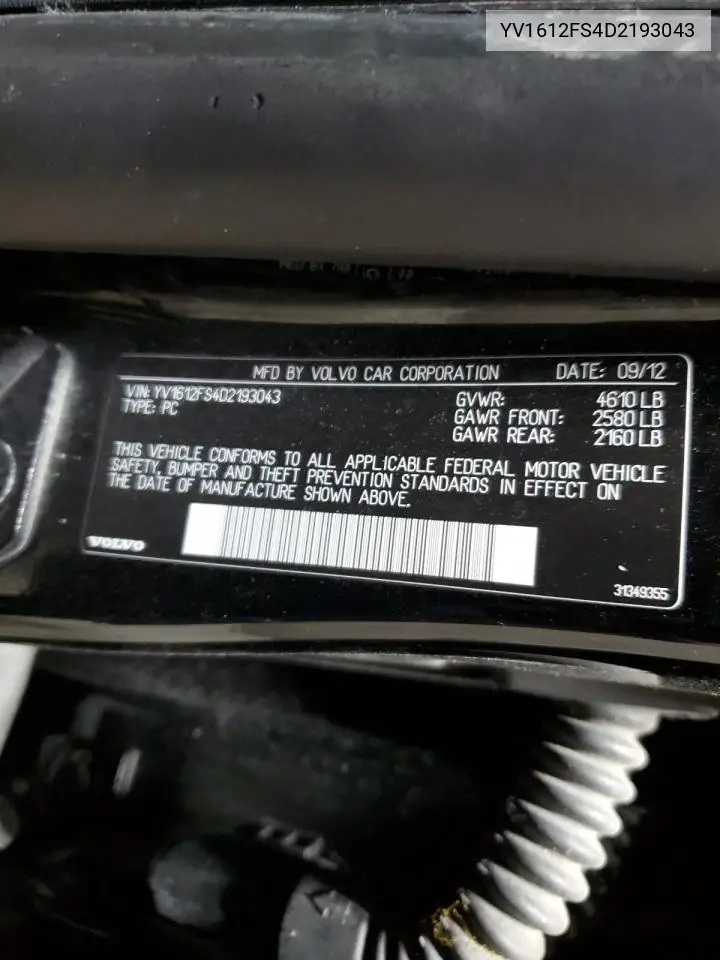 YV1612FS4D2193043
MFD BY VOLVO CAR CORPORATION DATE: 09/12
VIN: YV1612FS4D2193043 GVWR: 4610 LB
TYPE: PC GAWR FRONT: 2580 LB
GAWR REAR: 2160 LB
THIS VEHICLE CONFORMS TO ALL APPLICABLE FEDERAL MOTOR VEHICLE
SAFETY, BUMPER AND THEFT PREVENTION STANDARDS IN EFFECT ON
THE DATE OF MANUFACTURE SHOWN ABOVE.
VOLVO
31349355